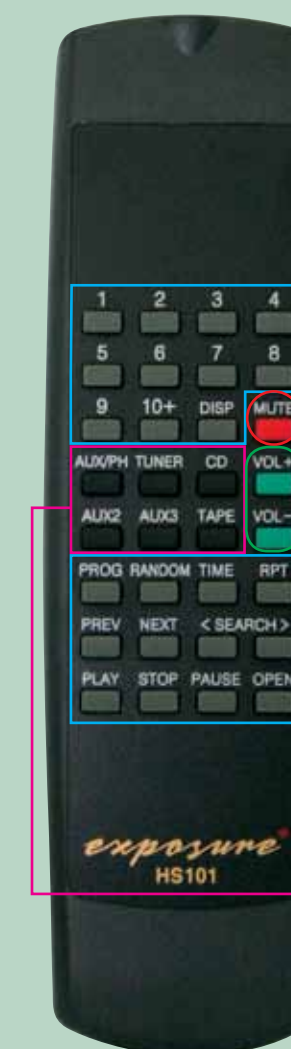 1 2 3 4
5 6 7 8
9 10+ DISP MUTE
AUX/PH TUNER CD VOL+
AUX2 AUX3 TAPE VOL-
PROG RANDOM TIME RPT
PREV NEXT < SEARCH >
PLAY STOP PAUSE OPEN
exposure
HS101